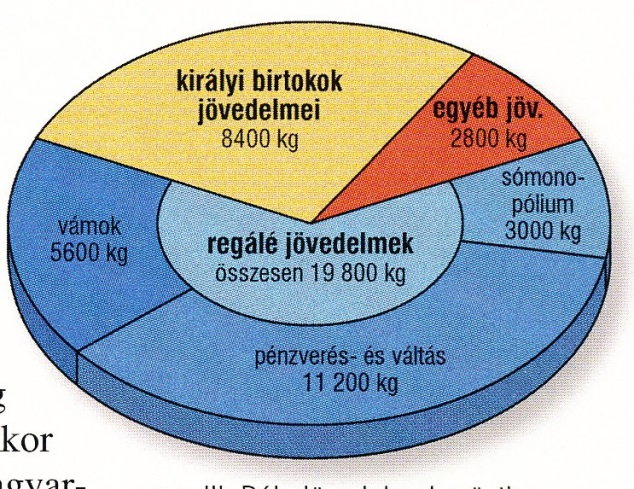 királyi birtokok
jövedelmei
8400 kg
egyéb jöv.
2800 kg
sómono-
pólium
3000 kg
vámok
5600 kg
regálé jövedelmek
összesen 19 800 kg
pénzverés- és váltás
11 200 kg
kor